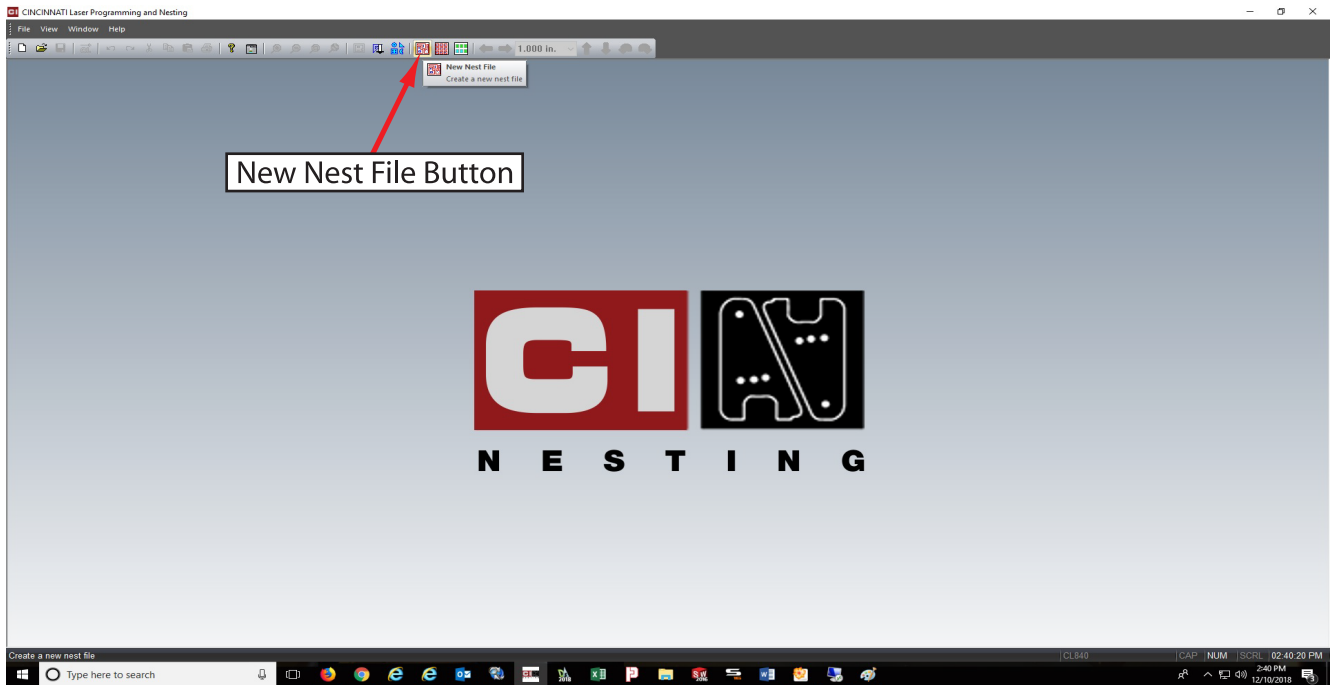 CINCINNATI Laser Programming and Nesting
File View Window Help
1.000 in.
New Nest File
Create a new nest file
New Nest File Button
CI
NESTING
Create a new nest file
CL840
CAP NUM SCRL 02:40:20 PM
Type here to search
2:40 PM
12/10/2018